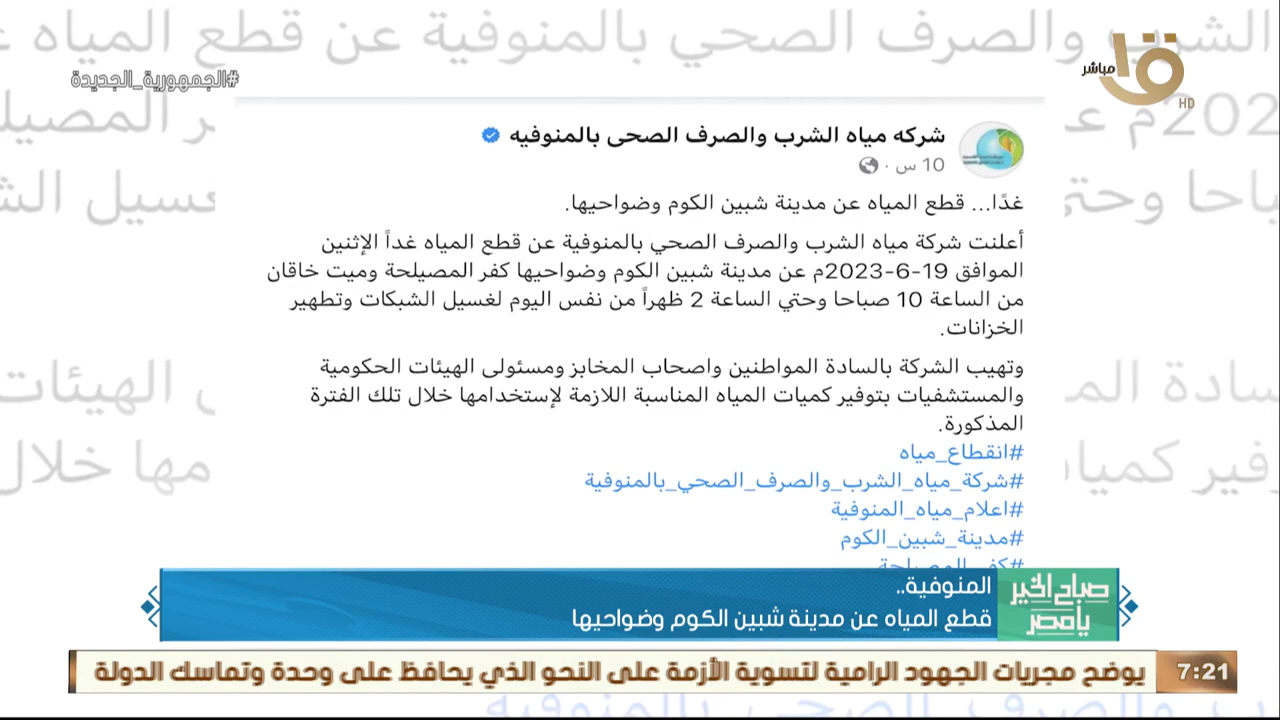 #الجمهورية_الجديدة
مباشر
HD
شركه مياه الشرب والصرف الصحى بالمنوفيه
10 س ·
غدًا... قطع المياه عن مدينة شبين الكوم وضواحيها.
أعلنت شركة مياه الشرب والصرف الصحي بالمنوفية عن قطع المياه غداً الإثنين
الموافق 19-6-2023م عن مدينة شبين الكوم وضواحيها كفر المصيلحة وميت خاقان
من الساعة 10 صباحا وحتي الساعة 2 ظهراً من نفس اليوم لغسيل الشبكات وتطهير
الخزانات.
وتهيب الشركة بالسادة المواطنين واصحاب المخابز ومسئولى الهيئات الحكومية
والمستشفيات بتوفير كميات المياه المناسبة اللازمة لإستخدامها خلال تلك الفترة
المذكورة.
#انقطاع_مياه
#شركة_مياه_الشرب_والصرف_الصحي_بالمنوفية
#اعلام_مياه_المنوفية
#مدينة_شبين_الكوم
#كفر_المصيلحة
صباح الخير
يا مصر
المنوفية..
قطع المياه عن مدينة شبين الكوم وضواحيها
7:21
يوضح مجريات الجهود الرامية لتسوية الأزمة على النحو الذي يحافظ على وحدة وتماسك الدولة